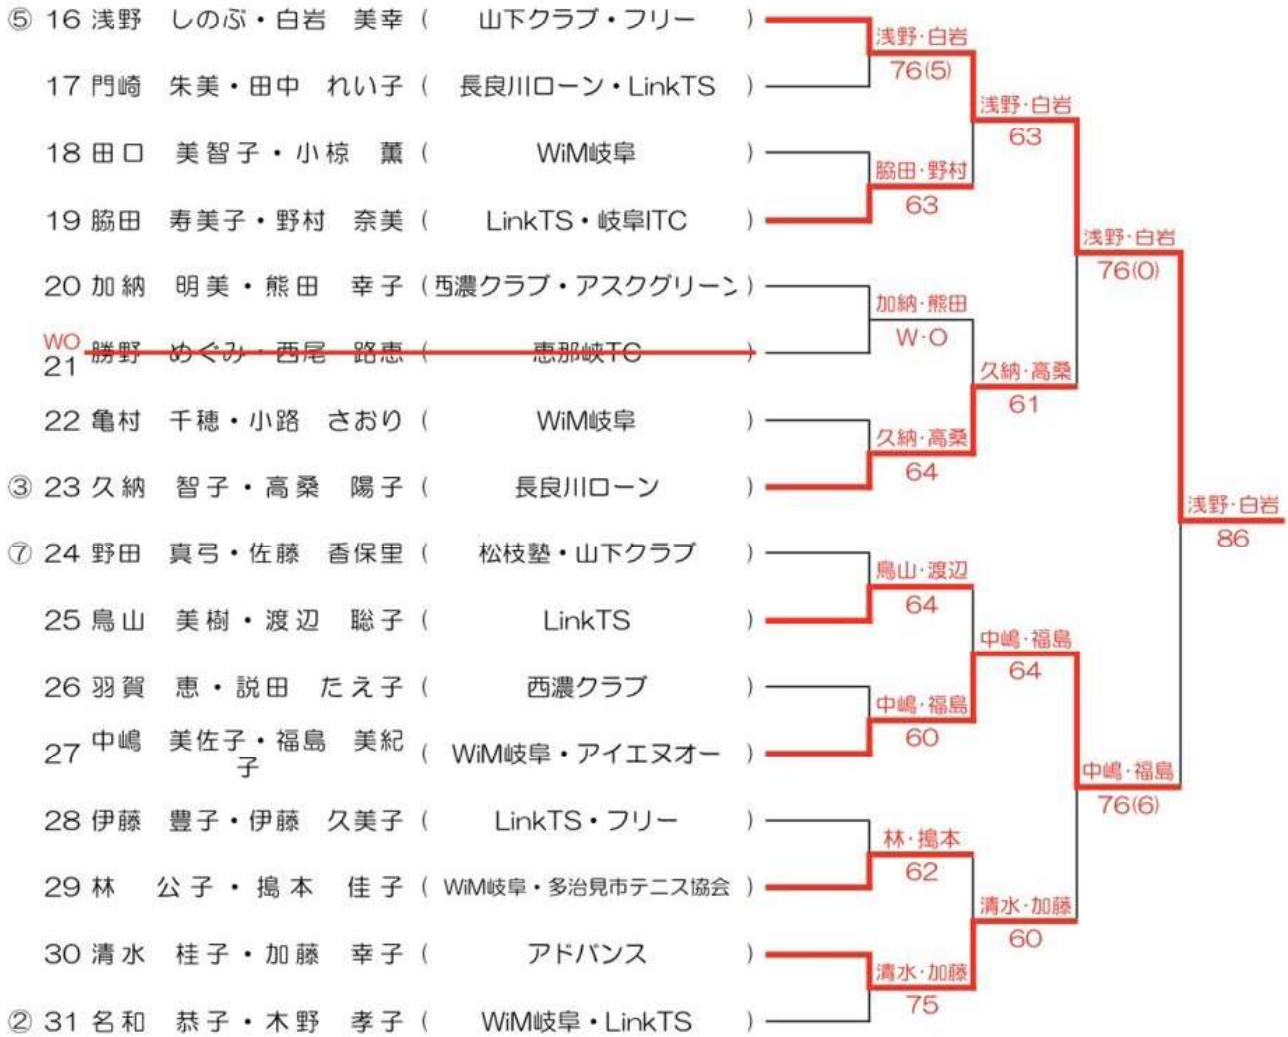 ⑤ 16 浅野 しのぶ・白岩 美幸 ( 山下クラブ・フリー )
浅野·白岩
76(5)
17 門崎 朱美・田中 れい子 ( 長良川ローン・LinkTS )
浅野·白岩
63
18 田口 美智子・小椋 薫 ( WiM岐阜 )
脇田·野村
63
19 脇田 寿美子・野村 奈美 ( LinkTS・岐阜ITC )
浅野·白岩
76(0)
20 加納 明美・熊田 幸子 (西濃クラブ・アスクグリーン)
加納·熊田
W·O
WO
21 勝野 めぐみ・西尾 路恵 ( 恵那峡TC )
久納·高桑
61
22 亀村 千穂・小路 さおり ( WiM岐阜 )
久納·高桑
64
③ 23 久納 智子・高桑 陽子 ( 長良川ローン )
浅野·白岩
86
⑦ 24 野田 真弓・佐藤 香保里 ( 松枝塾・山下クラブ )
鳥山·渡辺
64
25 鳥山 美樹・渡辺 聡子 ( LinkTS )
中嶋·福島
64
26 羽賀 恵・説田 たえ子 ( 西濃クラブ )
中嶋·福島
60
27 中嶋 美佐子・福島 美紀 ( WiM岐阜・アイエヌオー )
子
中嶋·福島
76(6)
28 伊藤 豊子・伊藤 久美子 ( LinkTS・フリー )
林·搗本
62
29 林 公子・搗本 佳子 ( WiM岐阜・多治見市テニス協会 )
清水·加藤
60
30 清水 桂子・加藤 幸子 ( アドバンス )
清水·加藤
75
② 31 名和 恭子・木野 孝子 ( WiM岐阜・LinkTS )